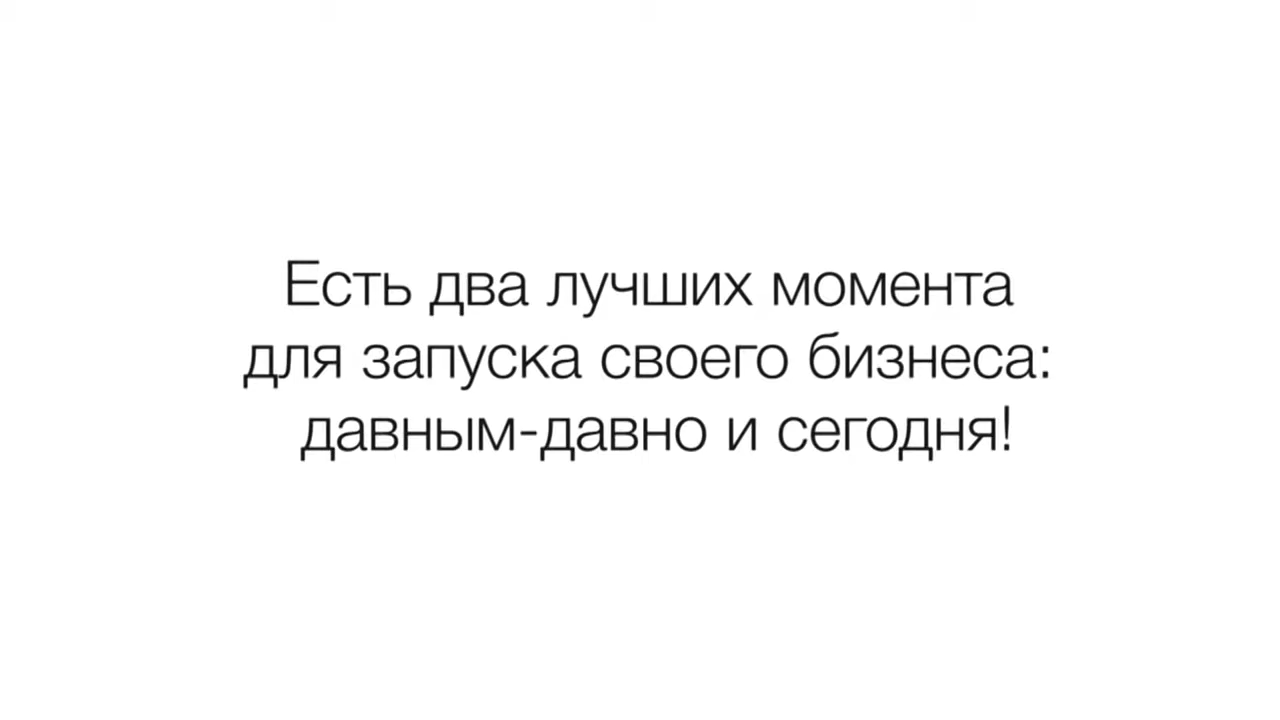 Есть два лучших момента
для запуска своего бизнеса:
давным-давно и сегодня!